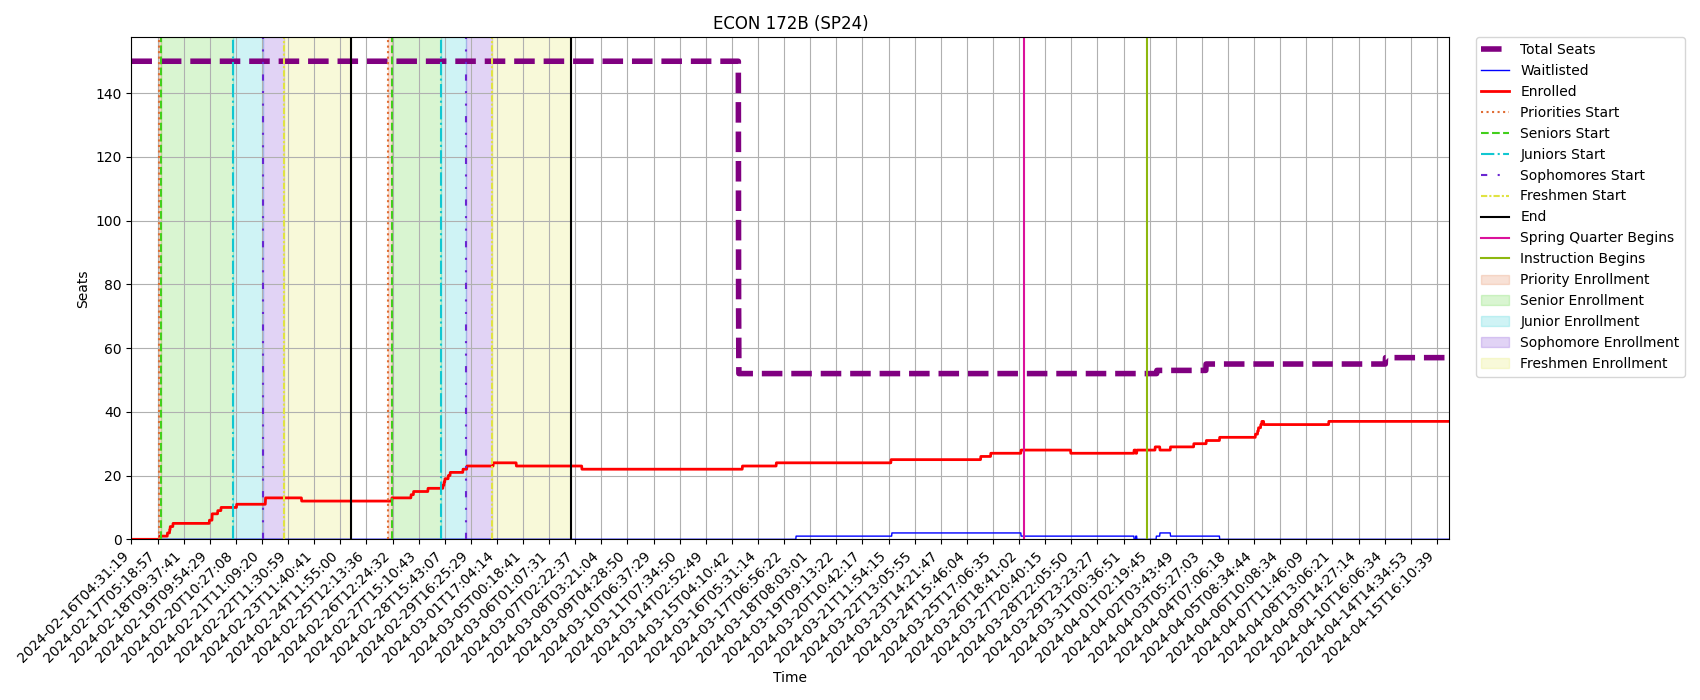 ECON 172B (SP24)
Seats
140
120
100
80
60
40
20
0
2024-02-16T04:31:19
2024-02-17T05:18:57
2024-02-18T09:37:41
2024-02-19T09:54:29
2024-02-20T10:27:08
2024-02-21T11:09:20
2024-02-22T11:30:59
2024-02-23T11:40:41
2024-02-24T11:55:00
2024-02-25T12:13:36
2024-02-26T12:24:32
2024-02-27T15:10:43
2024-02-28T15:43:07
2024-02-29T16:25:29
2024-03-01T17:04:14
2024-03-05T00:18:41
2024-03-06T01:07:31
2024-03-07T02:22:37
2024-03-08T03:21:04
2024-03-09T04:28:50
2024-03-10T06:37:29
2024-03-11T07:34:50
2024-03-14T02:52:49
2024-03-15T04:10:42
2024-03-16T05:31:14
2024-03-17T06:56:22
2024-03-18T08:03:01
2024-03-19T09:13:22
2024-03-20T10:42:17
2024-03-21T11:54:15
2024-03-22T13:05:55
2024-03-23T14:21:47
2024-03-24T15:46:04
2024-03-25T17:06:35
2024-03-26T18:41:02
2024-03-27T20:40:15
2024-03-28T22:05:50
2024-03-29T23:23:27
2024-03-31T00:36:51
2024-04-01T02:19:45
2024-04-02T03:43:49
2024-04-03T05:27:03
2024-04-04T07:06:18
2024-04-05T08:34:44
2024-04-06T10:08:34
2024-04-07T11:46:09
2024-04-08T13:06:21
2024-04-09T14:27:14
2024-04-10T16:06:34
2024-04-14T14:34:53
2024-04-15T16:10:39
Time
Total Seats
Waitlisted
Enrolled
Priorities Start
Seniors Start
Juniors Start
Sophomores Start
Freshmen Start
End
Spring Quarter Begins
Instruction Begins
Priority Enrollment
Senior Enrollment
Junior Enrollment
Sophomore Enrollment
Freshmen Enrollment